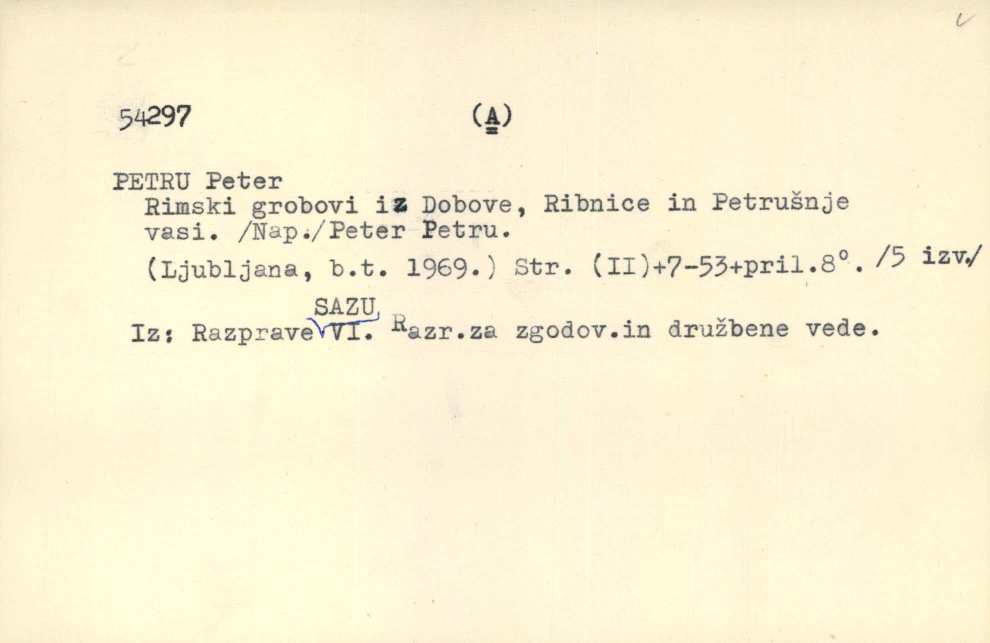 54297 (A)
PETRU Peter
Rimski grobovi iz Dobove, Ribnice in Petrušnje
vasi. /Nap./Peter Petru.
(Ljubljana, b.t. 1969.) Str. (II)+7-53+pril.8°. /5 izv./
SAZU
Iz: Razprave VI. Razr.za zgodov.in družbene vede.